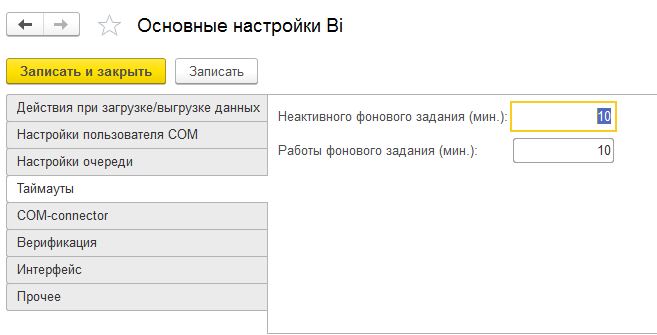 Основные настройки Bi
Записать и закрыть
Записать
Действия при загрузке/выгрузке данных
Настройки пользователя COM
Настройки очереди
Таймауты
COM-connector
Верификация
Интерфейс
Прочее
Неактивного фонового задания (мин.): 10
Работы фонового задания (мин.): 10